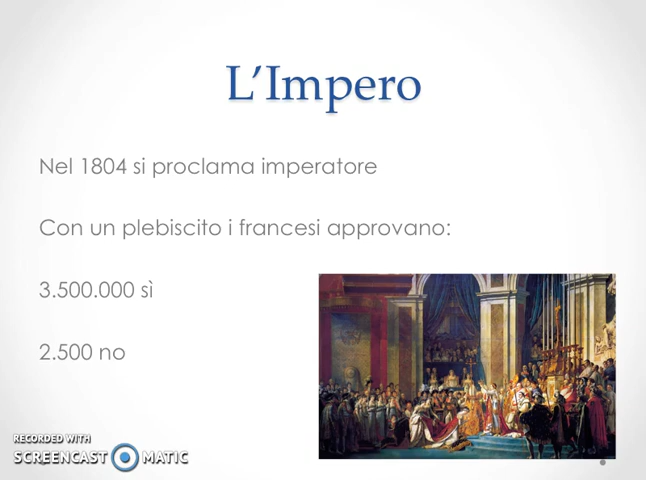 L'Impero
Nel 1804 si proclama imperatore
Con un plebiscito i francesi approvano:
3.500.000 sì
2.500 no
RECORDED WITH
SCREENCAST MATIC